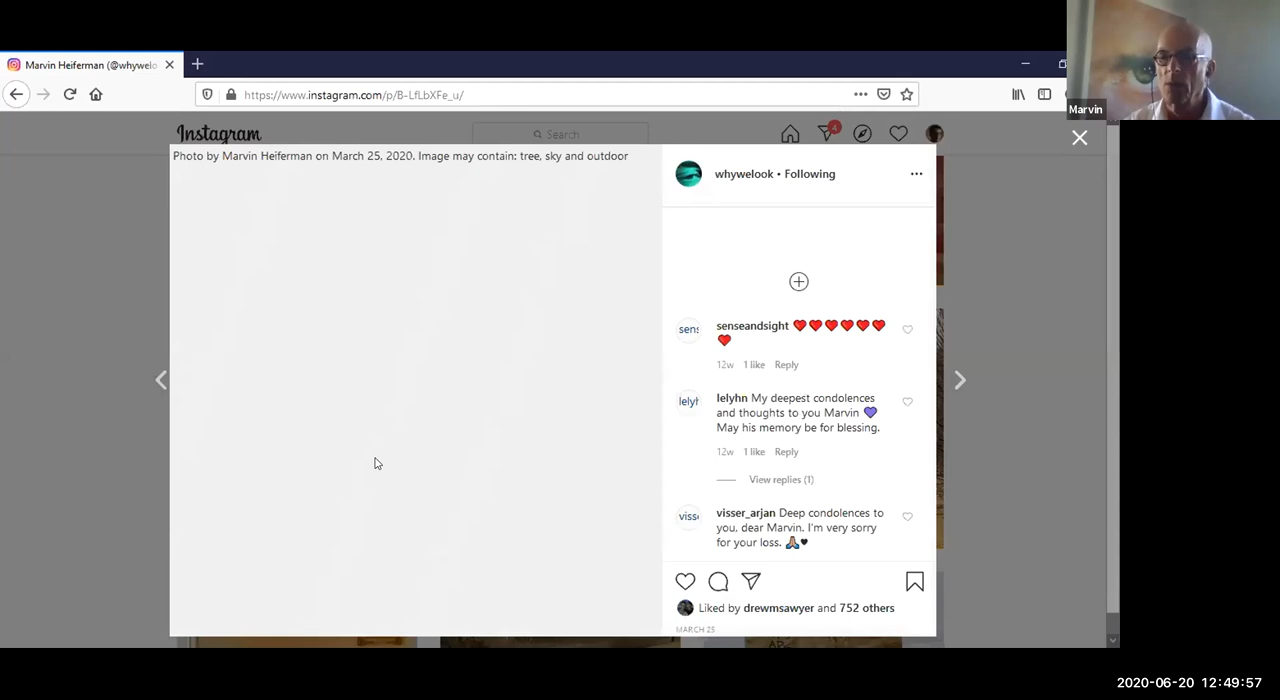 Marvin Heiferman (@whywelo
https://www.instagram.com/p/B-LfLbXFe_u/
Marvin
Instagram
Search
4
Photo by Marvin Heiferman on March 25, 2020. Image may contain: tree, sky and outdoor
whywelook • Following
sens
senseandsight ❤❤❤❤❤❤
❤
12w 1 like Reply
lelyh
lelyhn My deepest condolences
and thoughts to you Marvin 💜
May his memory be for blessing.
12w 1 like Reply
View replies (1)
visse
visser_arjan Deep condolences to
you, dear Marvin. I'm very sorry
for your loss. 🙏🏽🖤
Liked by drewmsawyer and 752 others
MARCH 25
2020-06-20 12:49:57